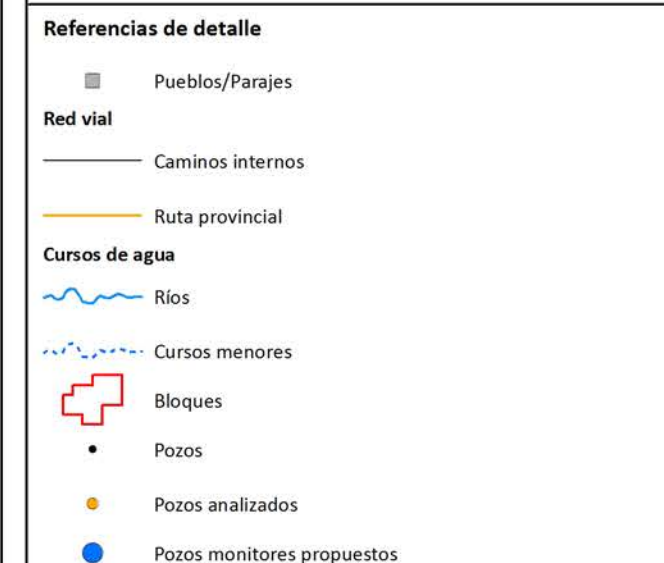 Referencias de detalle
Pueblos/Parajes
Red vial
Caminos internos
Ruta provincial
Cursos de agua
Ríos
Cursos menores
Bloques
Pozos
Pozos analizados
Pozos monitores propuestos